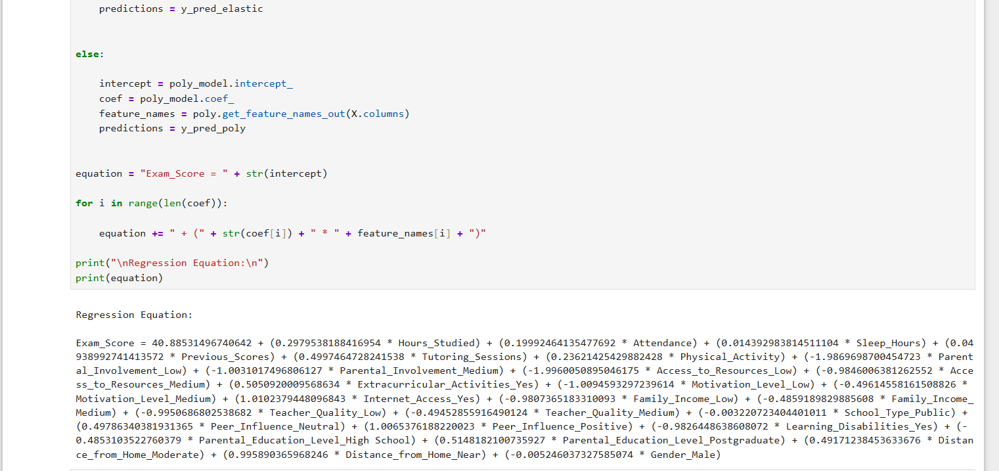 predictions = y_pred_elastic
else:
intercept = poly_model.intercept_
coef = poly_model.coef_
feature_names = poly.get_feature_names_out(X.columns)
predictions = y_pred_poly
equation = "Exam_Score = " + str(intercept)
for i in range(len(coef)):
equation += " + (" + str(coef[i]) + " * " + feature_names[i] + ")"
print("\nRegression Equation:\n")
print(equation)
Regression Equation:
Exam_Score = 40.88531496740642 + (0.2979538188416954 * Hours_Studied) + (0.19992464135477692 * Attendance) + (0.014392983814511104 * Sleep_Hours) + (0.04
938992741413572 * Previous_Scores) + (0.4997464728241538 * Tutoring_Sessions) + (0.23621425429882428 * Physical_Activity) + (-1.9869698700454723 * Parent
al_Involvement_Low) + (-1.0031017496806127 * Parental_Involvement_Medium) + (-1.9960050895046175 * Access_to_Resources_Low) + (-0.9846006381262552 * Acce
ss_to_Resources_Medium) + (0.5050920009568634 * Extracurricular_Activities_Yes) + (-1.0094593297239614 * Motivation_Level_Low) + (-0.49614558161508826 *
Motivation_Level_Medium) + (1.0102379448096843 * Internet_Access_Yes) + (-0.9807365183310093 * Family_Income_Low) + (-0.4859189829885608 * Family_Income_
Medium) + (-0.9950686802538682 * Teacher_Quality_Low) + (-0.49452855916490124 * Teacher_Quality_Medium) + (-0.003220723404401011 * School_Type_Public) +
(0.49786340381931365 * Peer_Influence_Neutral) + (1.0065376188220023 * Peer_Influence_Positive) + (-0.9826448638608072 * Learning_Disabilities_Yes) + (-
0.4853103522760379 * Parental_Education_Level_High School) + (0.5148182100735927 * Parental_Education_Level_Postgraduate) + (0.49171238453633676 * Distan
ce_from_Home_Moderate) + (0.995890365968246 * Distance_from_Home_Near) + (-0.005246037327585074 * Gender_Male)